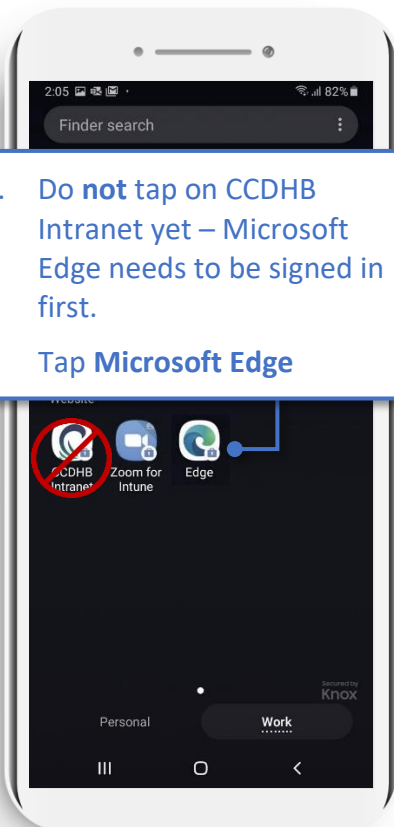 2:05 82%
Finder search
Do not tap on CCDHB
Intranet yet – Microsoft
Edge needs to be signed in
first.
Tap Microsoft Edge
Website
CCDHB Zoom for Edge
Intranet Intune
Secured by
Knox
Personal Work